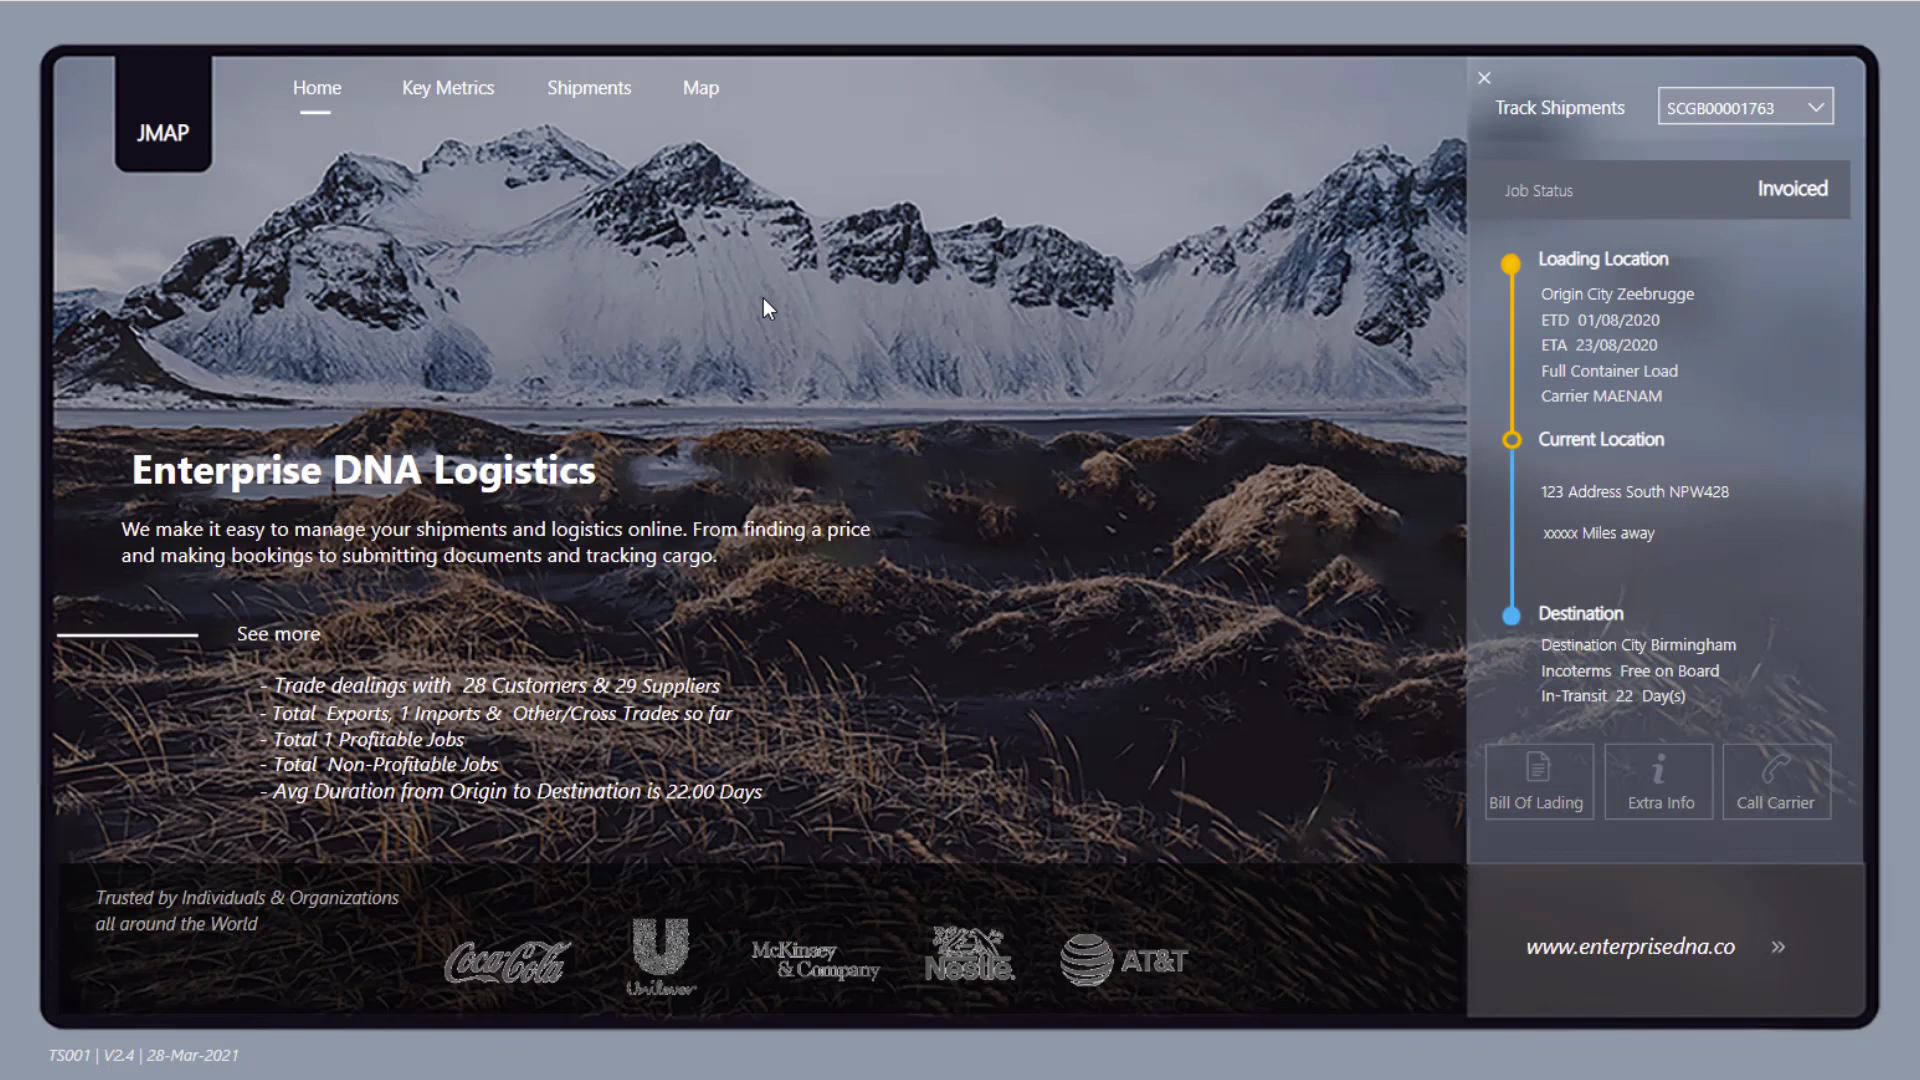 JMAP
Home
Key Metrics
Shipments
Map
Track Shipments
SCGB00001763
Job Status
Invoiced
Loading Location
Origin City Zeebrugge
ETD 01/08/2020
ETA 23/08/2020
Full Container Load
Carrier MAENAM
Current Location
123 Address South NPW428
xxxxx Miles away
Destination
Destination City Birmingham
Incoterms Free on Board
In-Transit 22 Day(s)
Bill Of Lading
Extra Info
Call Carrier
www.enterprisedna.co »
Enterprise DNA Logistics
We make it easy to manage your shipments and logistics online. From finding a price
and making bookings to submitting documents and tracking cargo.
See more
- Trade dealings with 28 Customers & 29 Suppliers
- Total Exports, 1 Imports & Other/Cross Trades so far
- Total 1 Profitable Jobs
- Total Non-Profitable Jobs
- Avg Duration from Origin to Destination is 22.00 Days
Trusted by Individuals & Organizations
all around the World
Coca-Cola
Unilever
McKinsey
& Company
Nestle.
AT&T
TS001 | V2.4 | 28-Mar-2021